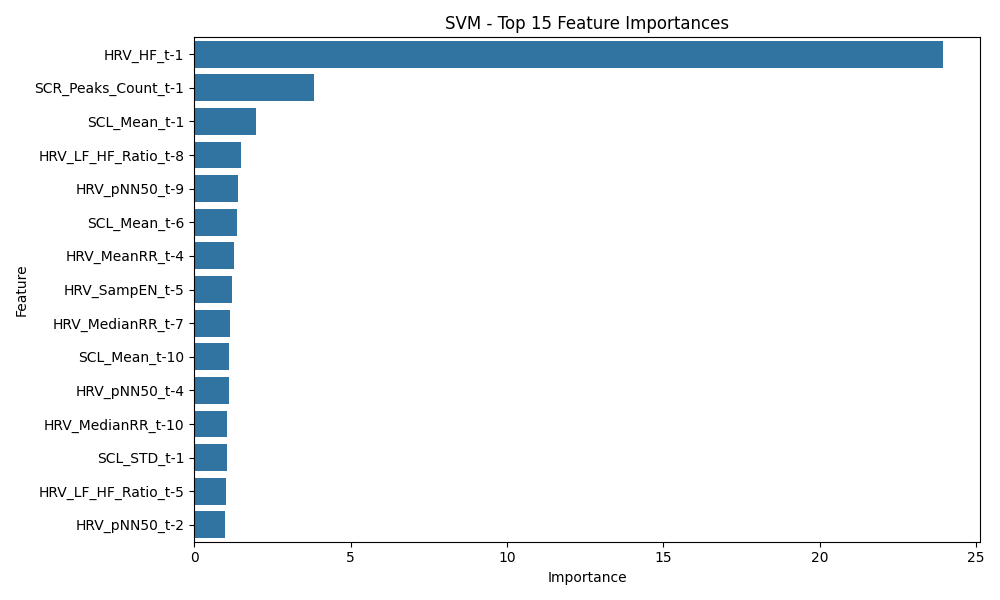 SVM - Top 15 Feature Importances
HRV_HF_t-1
SCR_Peaks_Count_t-1
SCL_Mean_t-1
HRV_LF_HF_Ratio_t-8
HRV_pNN50_t-9
SCL_Mean_t-6
HRV_MeanRR_t-4
HRV_SampEN_t-5
HRV_MedianRR_t-7
SCL_Mean_t-10
HRV_pNN50_t-4
HRV_MedianRR_t-10
SCL_STD_t-1
HRV_LF_HF_Ratio_t-5
HRV_pNN50_t-2
Feature
0 5 10 15 20 25
Importance